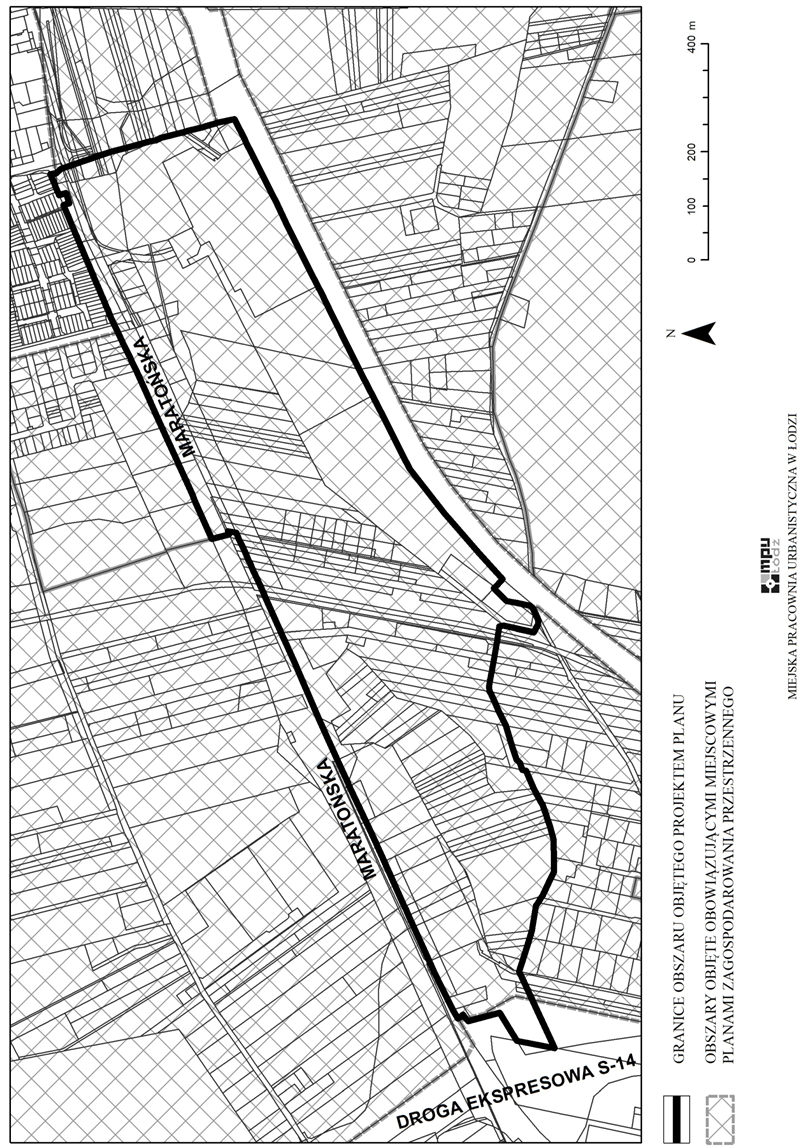 MARATOŃSKA
MARATOŃSKA
DROGA EKSPRESOWA S-14
N
0 100 200 400 m
GRANICE OBSZARU OBJĘTEGO PROJEKTEM PLANU
OBSZARY OBJĘTE OBOWIĄZUJĄCYMI MIEJSCOWYMI
PLANAMI ZAGOSPODAROWANIA PRZESTRZENNEGO
mpu
Łódź
MIEJSKA PRACOWNIA URBANISTYCZNA W ŁODZI